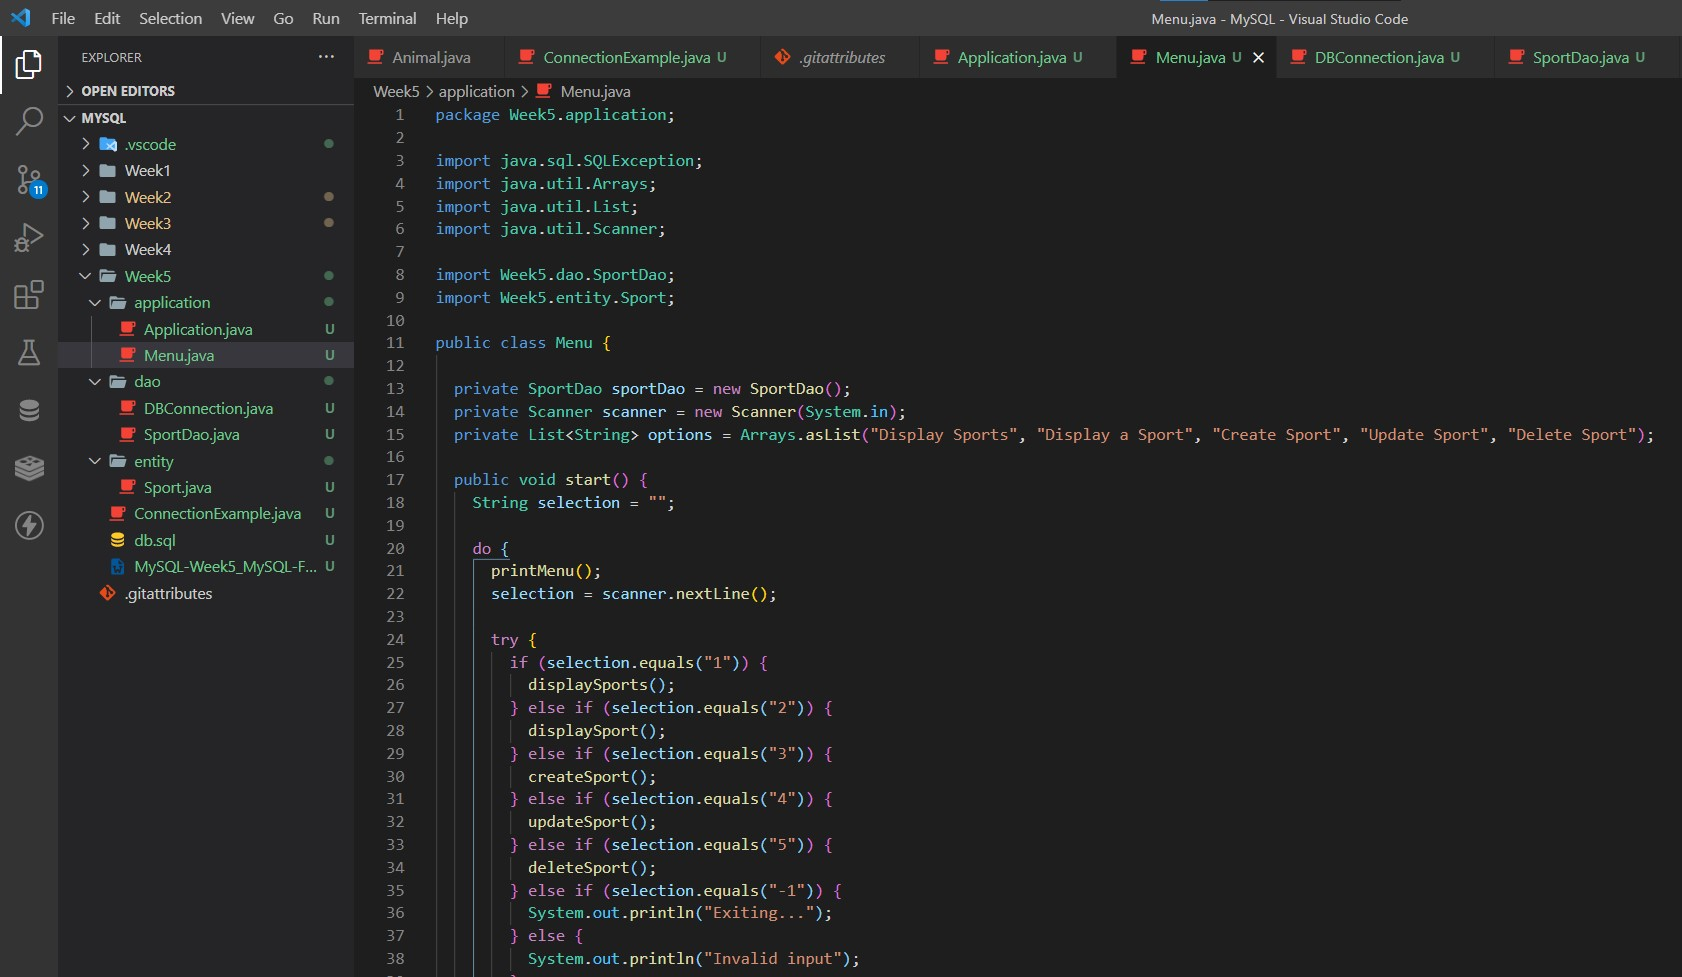 File Edit Selection View Go Run Terminal Help
Menu.java - MySQL - Visual Studio Code
EXPLORER ···
OPEN EDITORS
MYSQL
.vscode
Week1
Week2
Week3
Week4
Week5
application
Application.java U
Menu.java U
dao
DBConnection.java U
SportDao.java U
entity
Sport.java U
ConnectionExample.java U
db.sql U
MySQL-Week5_MySQL-F... U
.gitattributes
11
Animal.java ConnectionExample.java U .gitattributes Application.java U Menu.java U DBConnection.java U SportDao.java U
Week5 > application > Menu.java
1 package Week5.application;
2
3 import java.sql.SQLException;
4 import java.util.Arrays;
5 import java.util.List;
6 import java.util.Scanner;
7
8 import Week5.dao.SportDao;
9 import Week5.entity.Sport;
10
11 public class Menu {
12
13 private SportDao sportDao = new SportDao();
14 private Scanner scanner = new Scanner(System.in);
15 private List<String> options = Arrays.asList("Display Sports", "Display a Sport", "Create Sport", "Update Sport", "Delete Sport");
16
17 public void start() {
18 String selection = "";
19
20 do {
21 printMenu();
22 selection = scanner.nextLine();
23
24 try {
25 if (selection.equals("1")) {
26 displaySports();
27 } else if (selection.equals("2")) {
28 displaySport();
29 } else if (selection.equals("3")) {
30 createSport();
31 } else if (selection.equals("4")) {
32 updateSport();
33 } else if (selection.equals("5")) {
34 deleteSport();
35 } else if (selection.equals("-1")) {
36 System.out.println("Exiting...");
37 } else {
38 System.out.println("Invalid input");